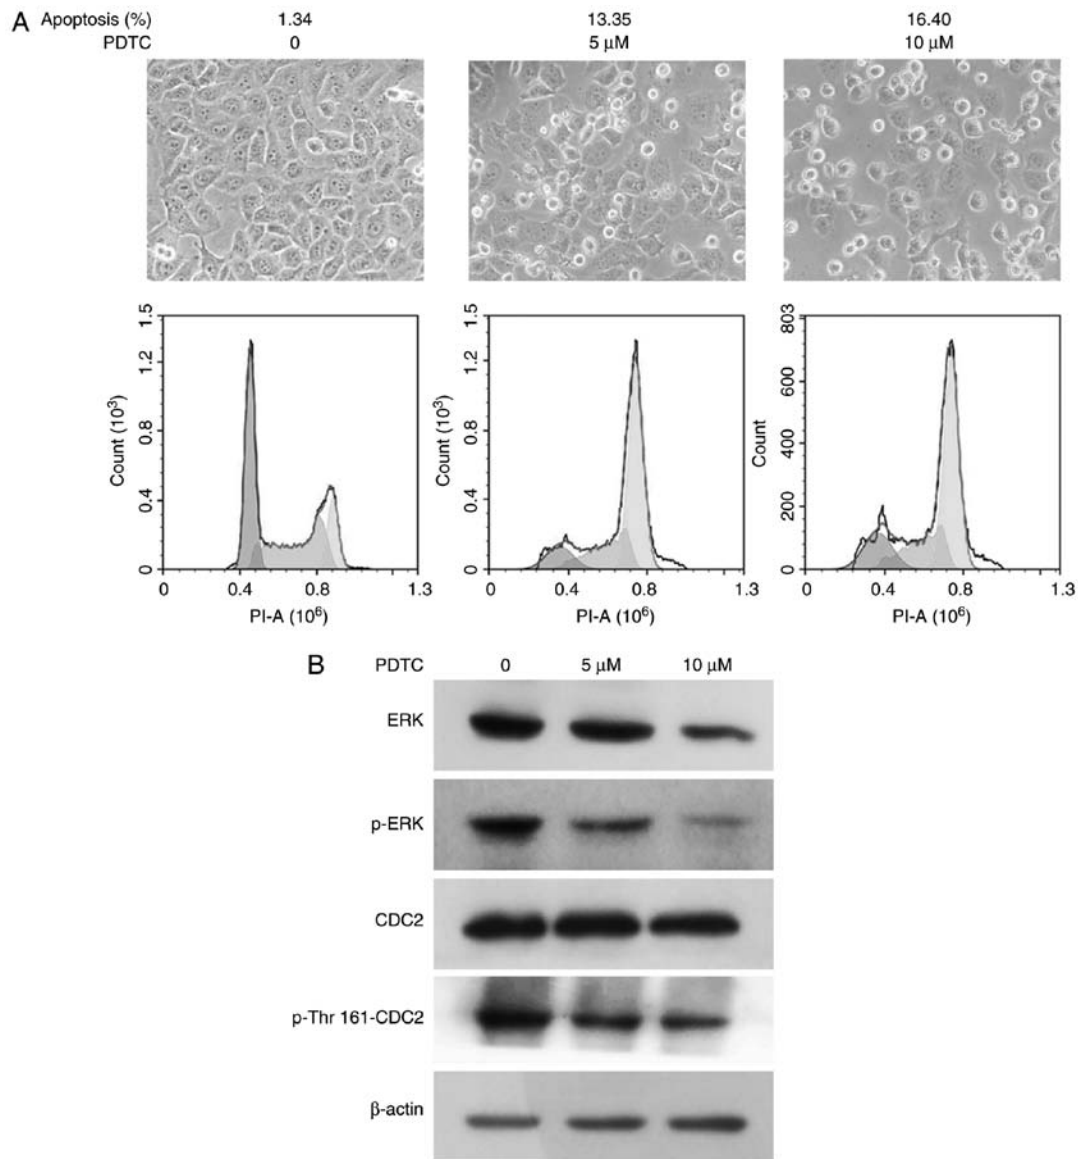 A
Apoptosis (%) 1.34 13.35 16.40
PDTC 0 5 μM 10 μM
1.5 1.5 803
1.2 1.2 600
0.8 0.8 400
0.4 0.4 200
0 0 0
Count (10³) Count (10³) Count
0 0.4 0.8 1.3 0 0.4 0.8 1.3 0 0.4 0.8 1.3
PI-A (10⁶) PI-A (10⁶) PI-A (10⁶)
B
PDTC 0 5 μM 10 μM
ERK
p-ERK
CDC2
p-Thr 161-CDC2
β-actin